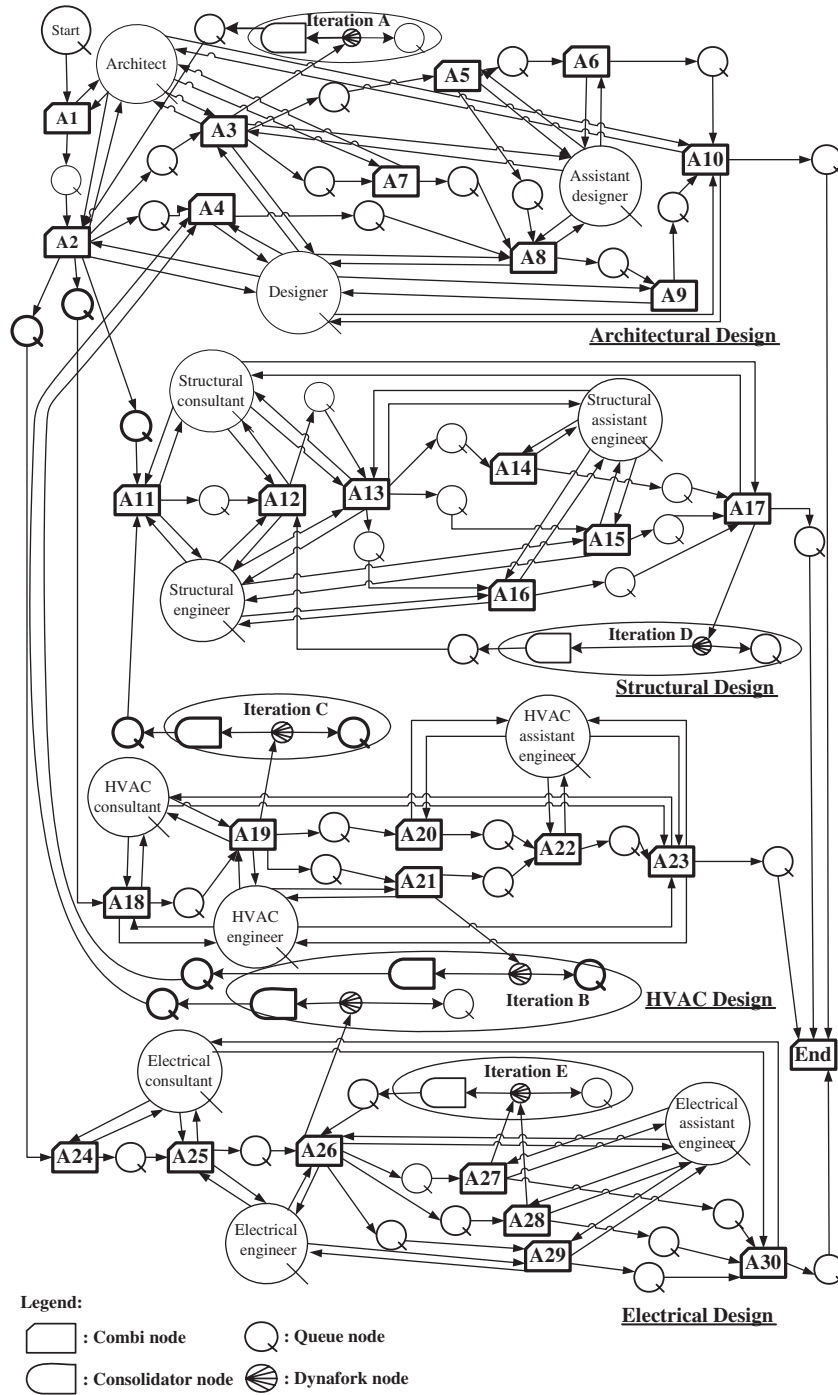 Start
Iteration A
Architect
A1
A3
A5
A6
A10
A7
Assistant
designer
A4
A2
A8
A9
Designer
Architectural Design
Structural
consultant
Structural
assistant
engineer
A14
A11
A12
A13
A17
A15
A16
Structural
engineer
Iteration D
Structural Design
Iteration C
HVAC
assistant
engineer
HVAC
consultant
A19
A20
A22
A23
A21
A18
HVAC
engineer
Iteration B
HVAC Design
End
Electrical
consultant
Iteration E
Electrical
assistant
engineer
A24
A25
A26
A27
A28
A29
A30
Electrical
engineer
Electrical Design
Legend:
: Combi node
: Queue node
: Consolidator node
: Dynafork node